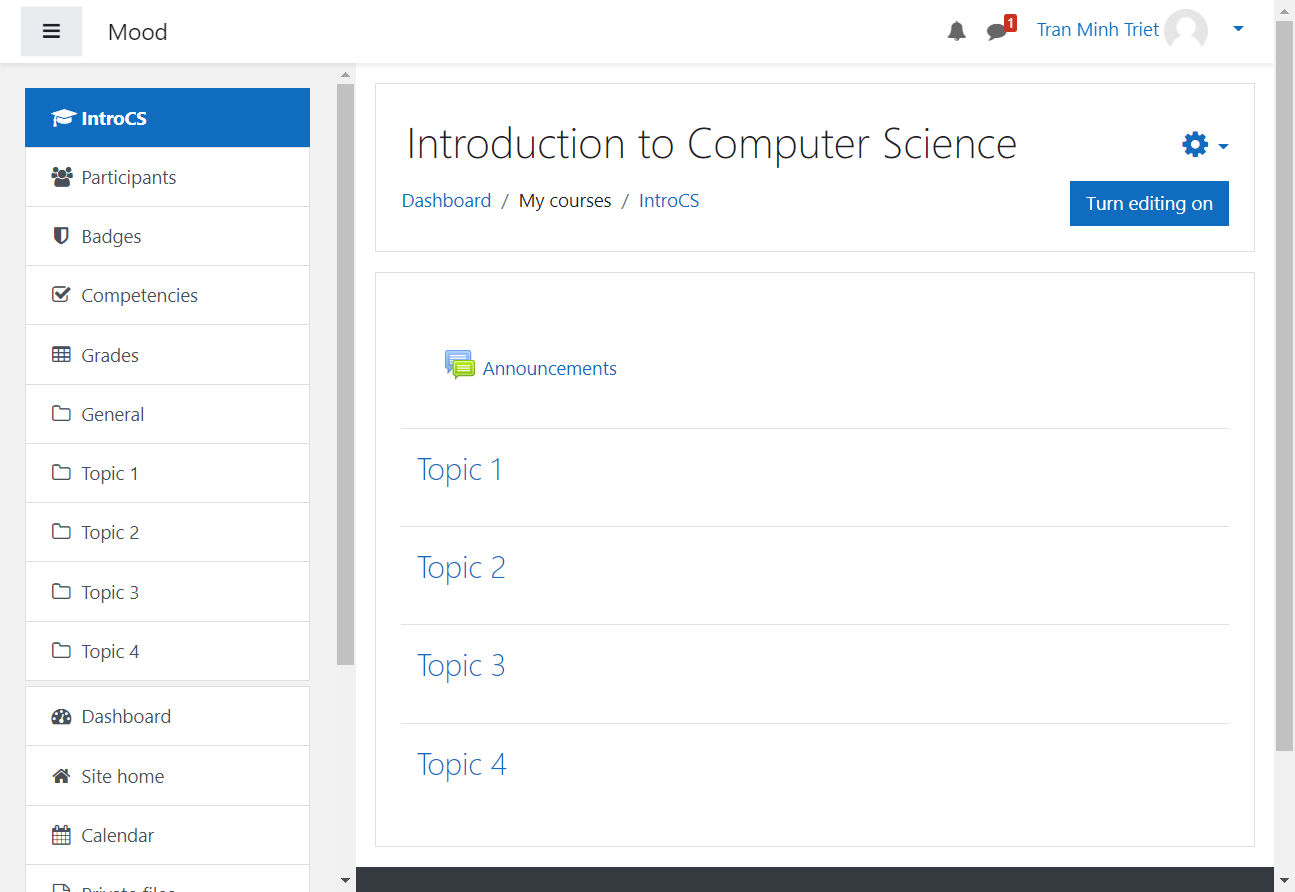 Mood
1
Tran Minh Triet
IntroCS
Participants
Badges
Competencies
Grades
General
Topic 1
Topic 2
Topic 3
Topic 4
Dashboard
Site home
Calendar
Private files
Introduction to Computer Science
Dashboard / My courses / IntroCS
Turn editing on
Announcements
Topic 1
Topic 2
Topic 3
Topic 4